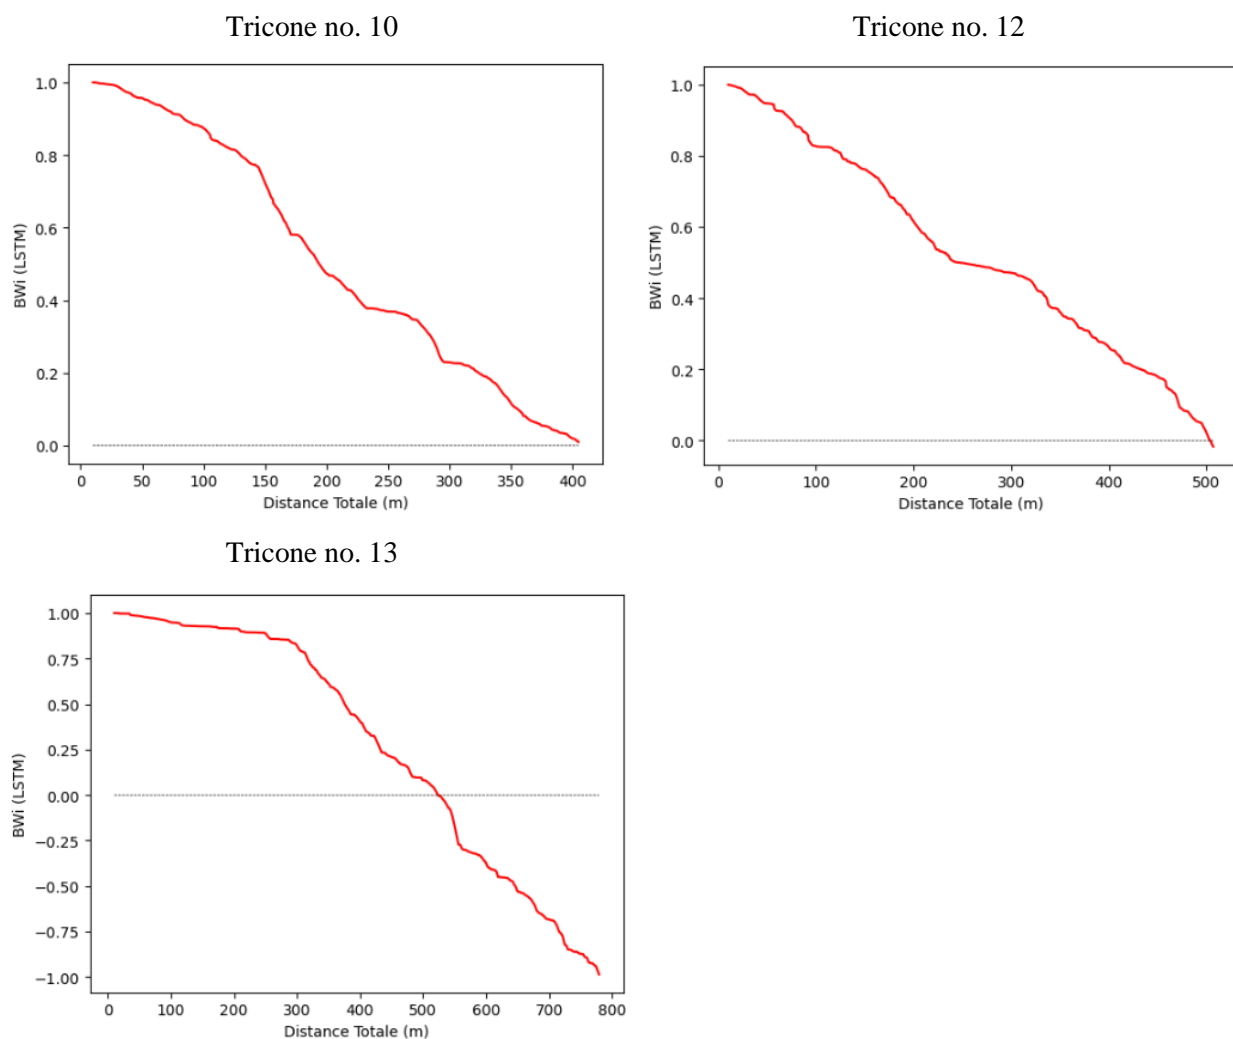 Tricone no. 10
1.0
0.8
0.6
0.4
0.2
0.0
BWi (LSTM)
0 50 100 150 200 250 300 350 400
Distance Totale (m)
Tricone no. 12
1.0
0.8
0.6
0.4
0.2
0.0
BWi (LSTM)
0 100 200 300 400 500
Distance Totale (m)
Tricone no. 13
1.00
0.75
0.50
0.25
0.00
−0.25
−0.50
−0.75
−1.00
BWi (LSTM)
0 100 200 300 400 500 600 700 800
Distance Totale (m)